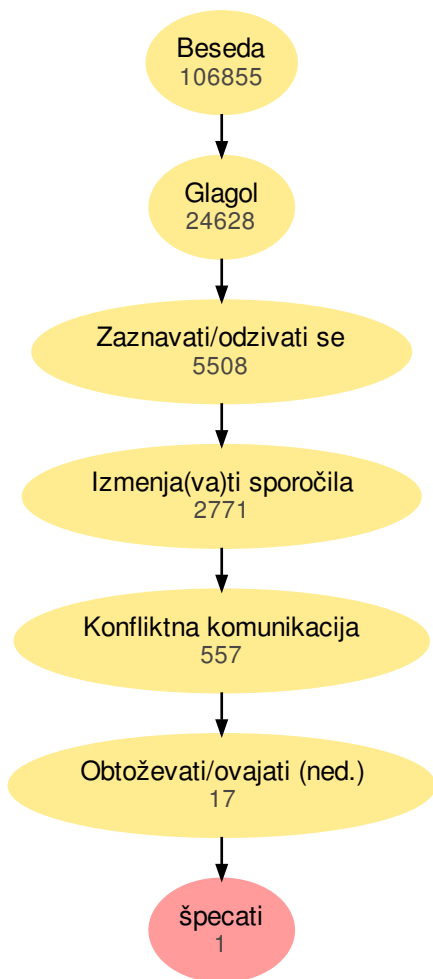 Beseda
106855
Glagol
24628
Zaznavati/odzivati se
5508
Izmenja(va)ti sporočila
2771
Konfliktna komunikacija
557
Obtoževati/ovajati (ned.)
17
špecati
1